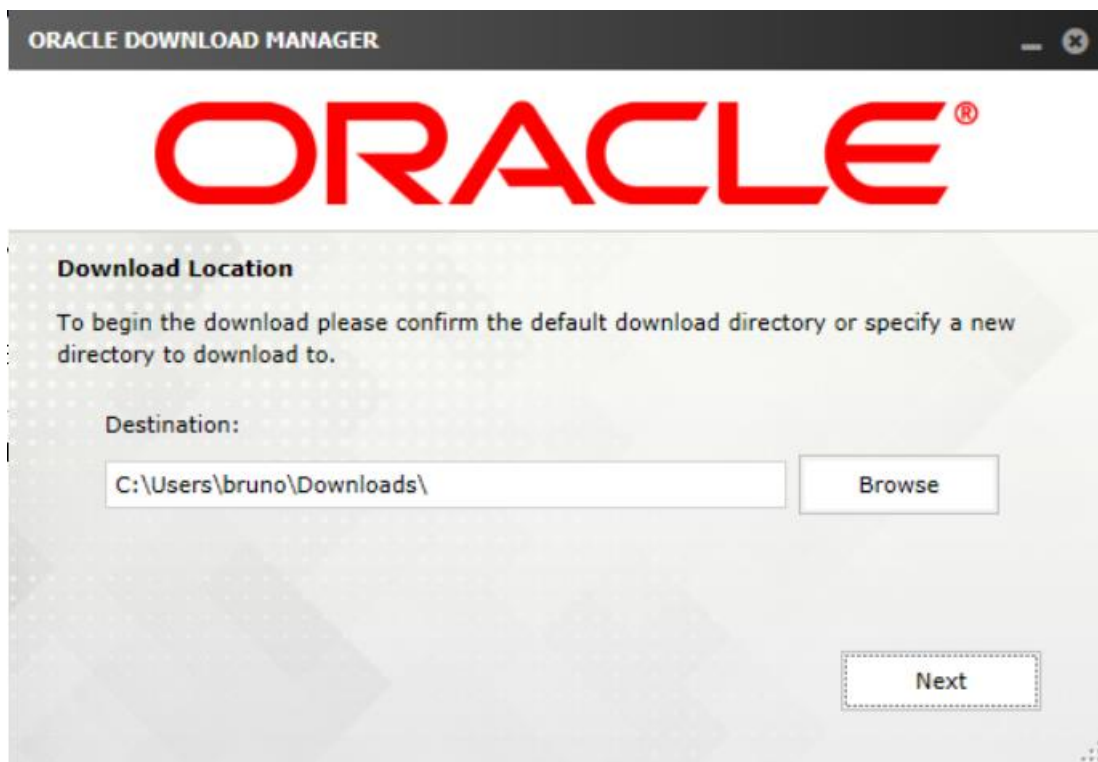 ORACLE DOWNLOAD MANAGER
ORACLE®
Download Location
To begin the download please confirm the default download directory or specify a new
directory to download to.
Destination:
C:\Users\bruno\Downloads\
Browse
Next